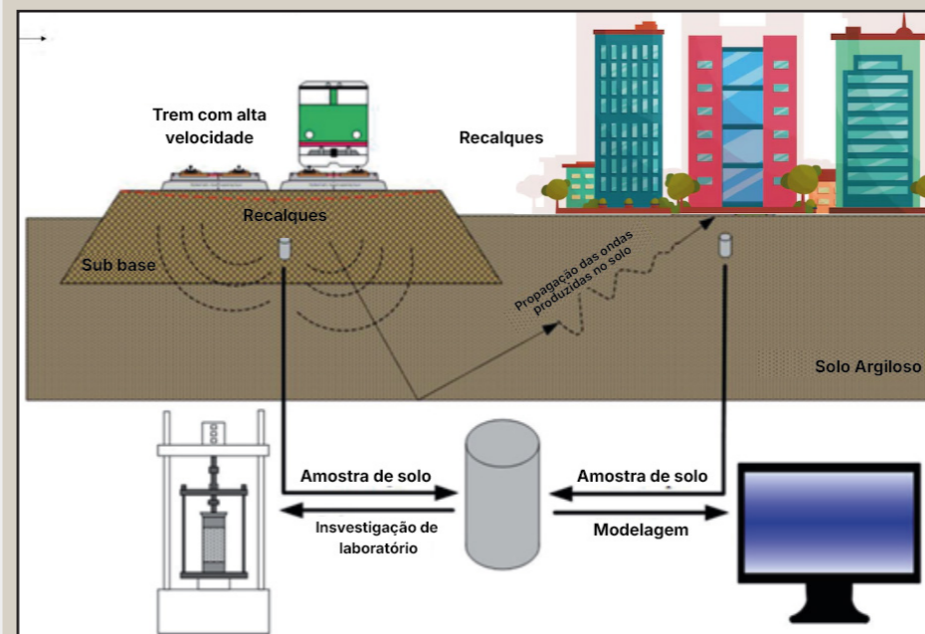 Trem com alta
velocidade
Recalques
Recalques
Sub base
Propagação das ondas
produzidas no solo
Solo Argiloso
Amostra de solo
Insvestigação de
laboratório
Amostra de solo
Modelagem